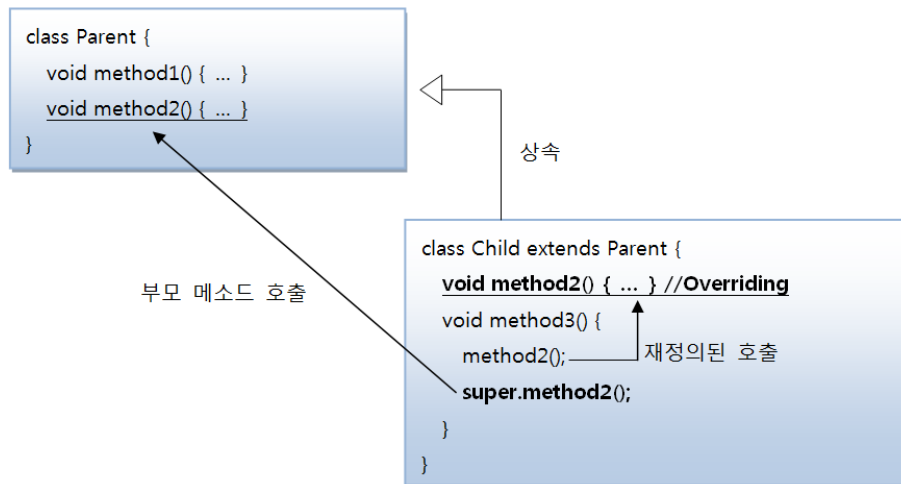 class Parent {
void method1() { ... }
void method2() { ... }
}
상속
class Child extends Parent {
void method2() { ... } //Overriding
void method3() {
method2();
재정의된 호출
super.method2();
}
}
부모 메소드 호출